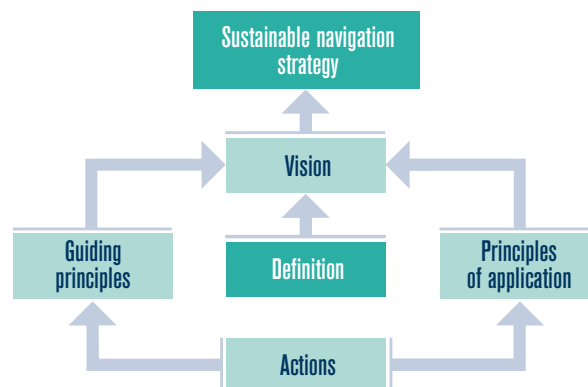 Sustainable navigation
strategy
Vision
Guiding
principles
Definition
Principles
of application
Actions